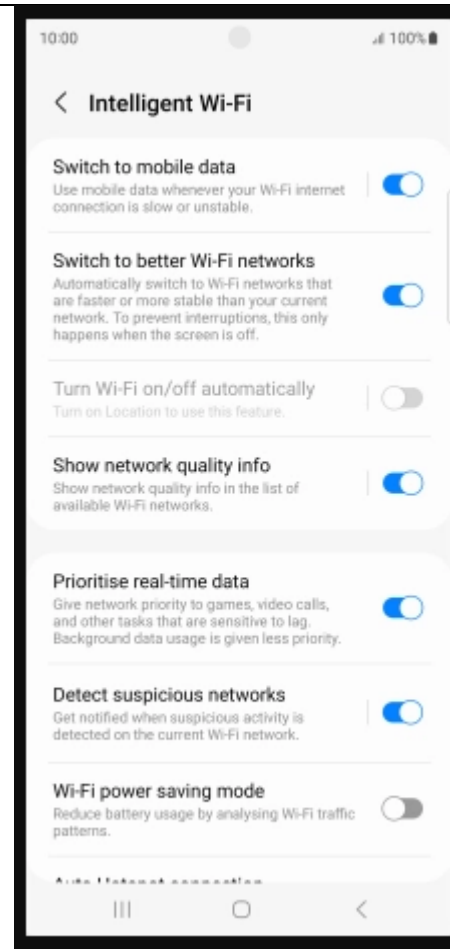 10:00
100%
Intelligent Wi-Fi
Switch to mobile data
Use mobile data whenever your Wi-Fi internet
connection is slow or unstable.
Switch to better Wi-Fi networks
Automatically switch to Wi-Fi networks that
are faster or more stable than your current
network. To prevent interruptions, this only
happens when the screen is off.
Turn Wi-Fi on/off automatically
Turn on Location to use this feature.
Show network quality info
Show network quality info in the list of
available Wi-Fi networks.
Prioritise real-time data
Give network priority to games, video calls,
and other tasks that are sensitive to lag.
Background data usage is given less priority.
Detect suspicious networks
Get notified when suspicious activity is
detected on the current Wi-Fi network.
Wi-Fi power saving mode
Reduce battery usage by analysing Wi-Fi traffic
patterns.